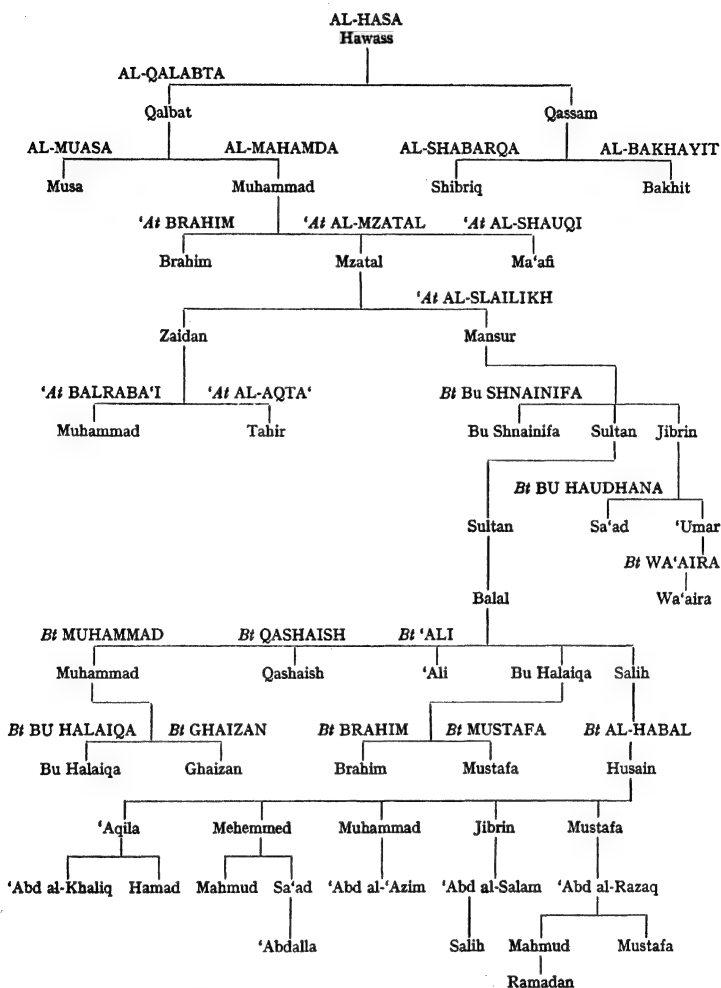 AL-HASA
Hawass
AL-QALABTA
Qalbat Qassam
AL-MUASA AL-MAHAMDA AL-SHABARQA AL-BAKHAYIT
Musa Muhammad Shibriq Bakhit
‘At BRAHIM ‘At AL-MZATAL ‘At AL-SHAUQI
Brahim Mzatal Ma‘afi
‘At AL-SLAILIKH
Zaidan Mansur
‘At BALRABA‘I ‘At AL-AQTA‘ Bt Bu SHNAINIFA
Muhammad Tahir Bu Shnainifa Sultan Jibrin
Bt BU HAUDHANA
Sultan Sa‘ad ‘Umar
Bt WA‘AIRA
Balal Wa‘aira
Bt MUHAMMAD Bt QASHAISH Bt ‘ALI
Muhammad Qashaish ‘Ali Bu Halaiqa Salih
Bt BU HALAIQA Bt GHAIZAN Bt BRAHIM Bt MUSTAFA Bt AL-HABAL
Bu Halaiqa Ghaizan Brahim Mustafa Husain
‘Aqila Mehemmed Muhammad Jibrin Mustafa
‘Abd al-Khaliq Hamad Mahmud Sa‘ad ‘Abd al-‘Azim ‘Abd al-Salam ‘Abd al-Razaq
‘Abdalla Salih Mahmud Mustafa
Ramadan